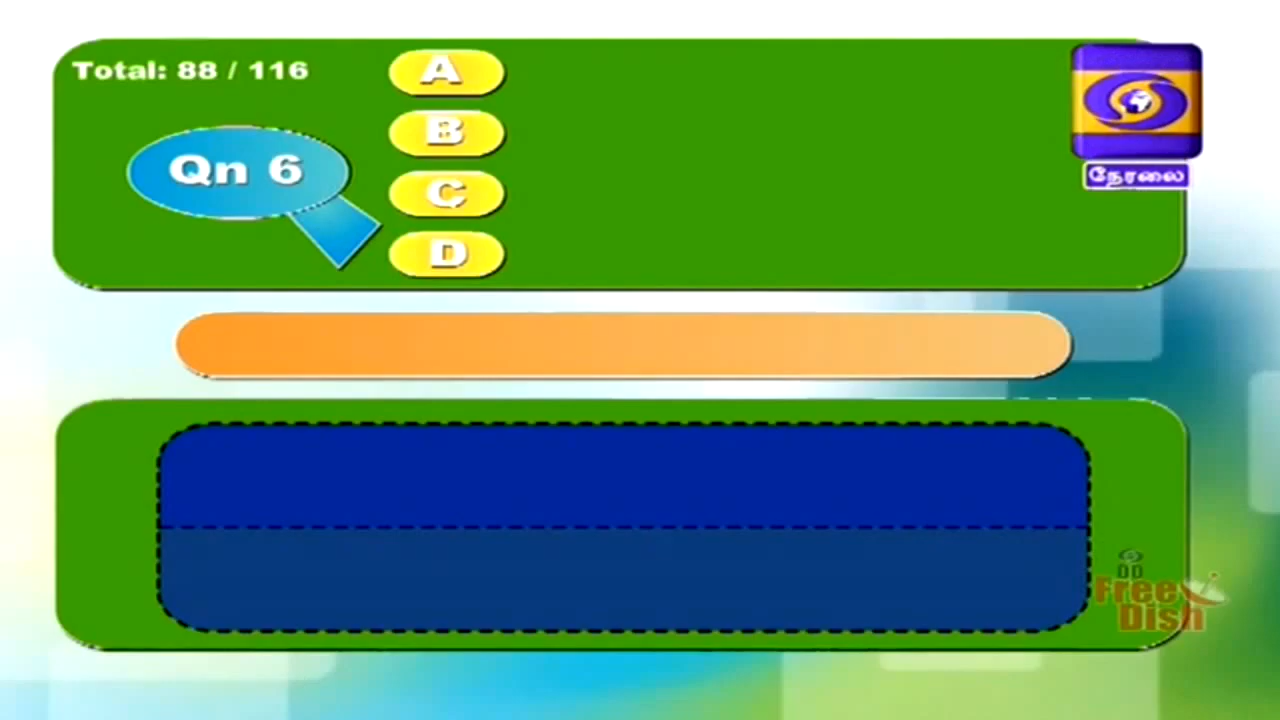 Total: 88 / 116
Qn 6
A
B
C
D
நேரலை
DD
Free
Dish